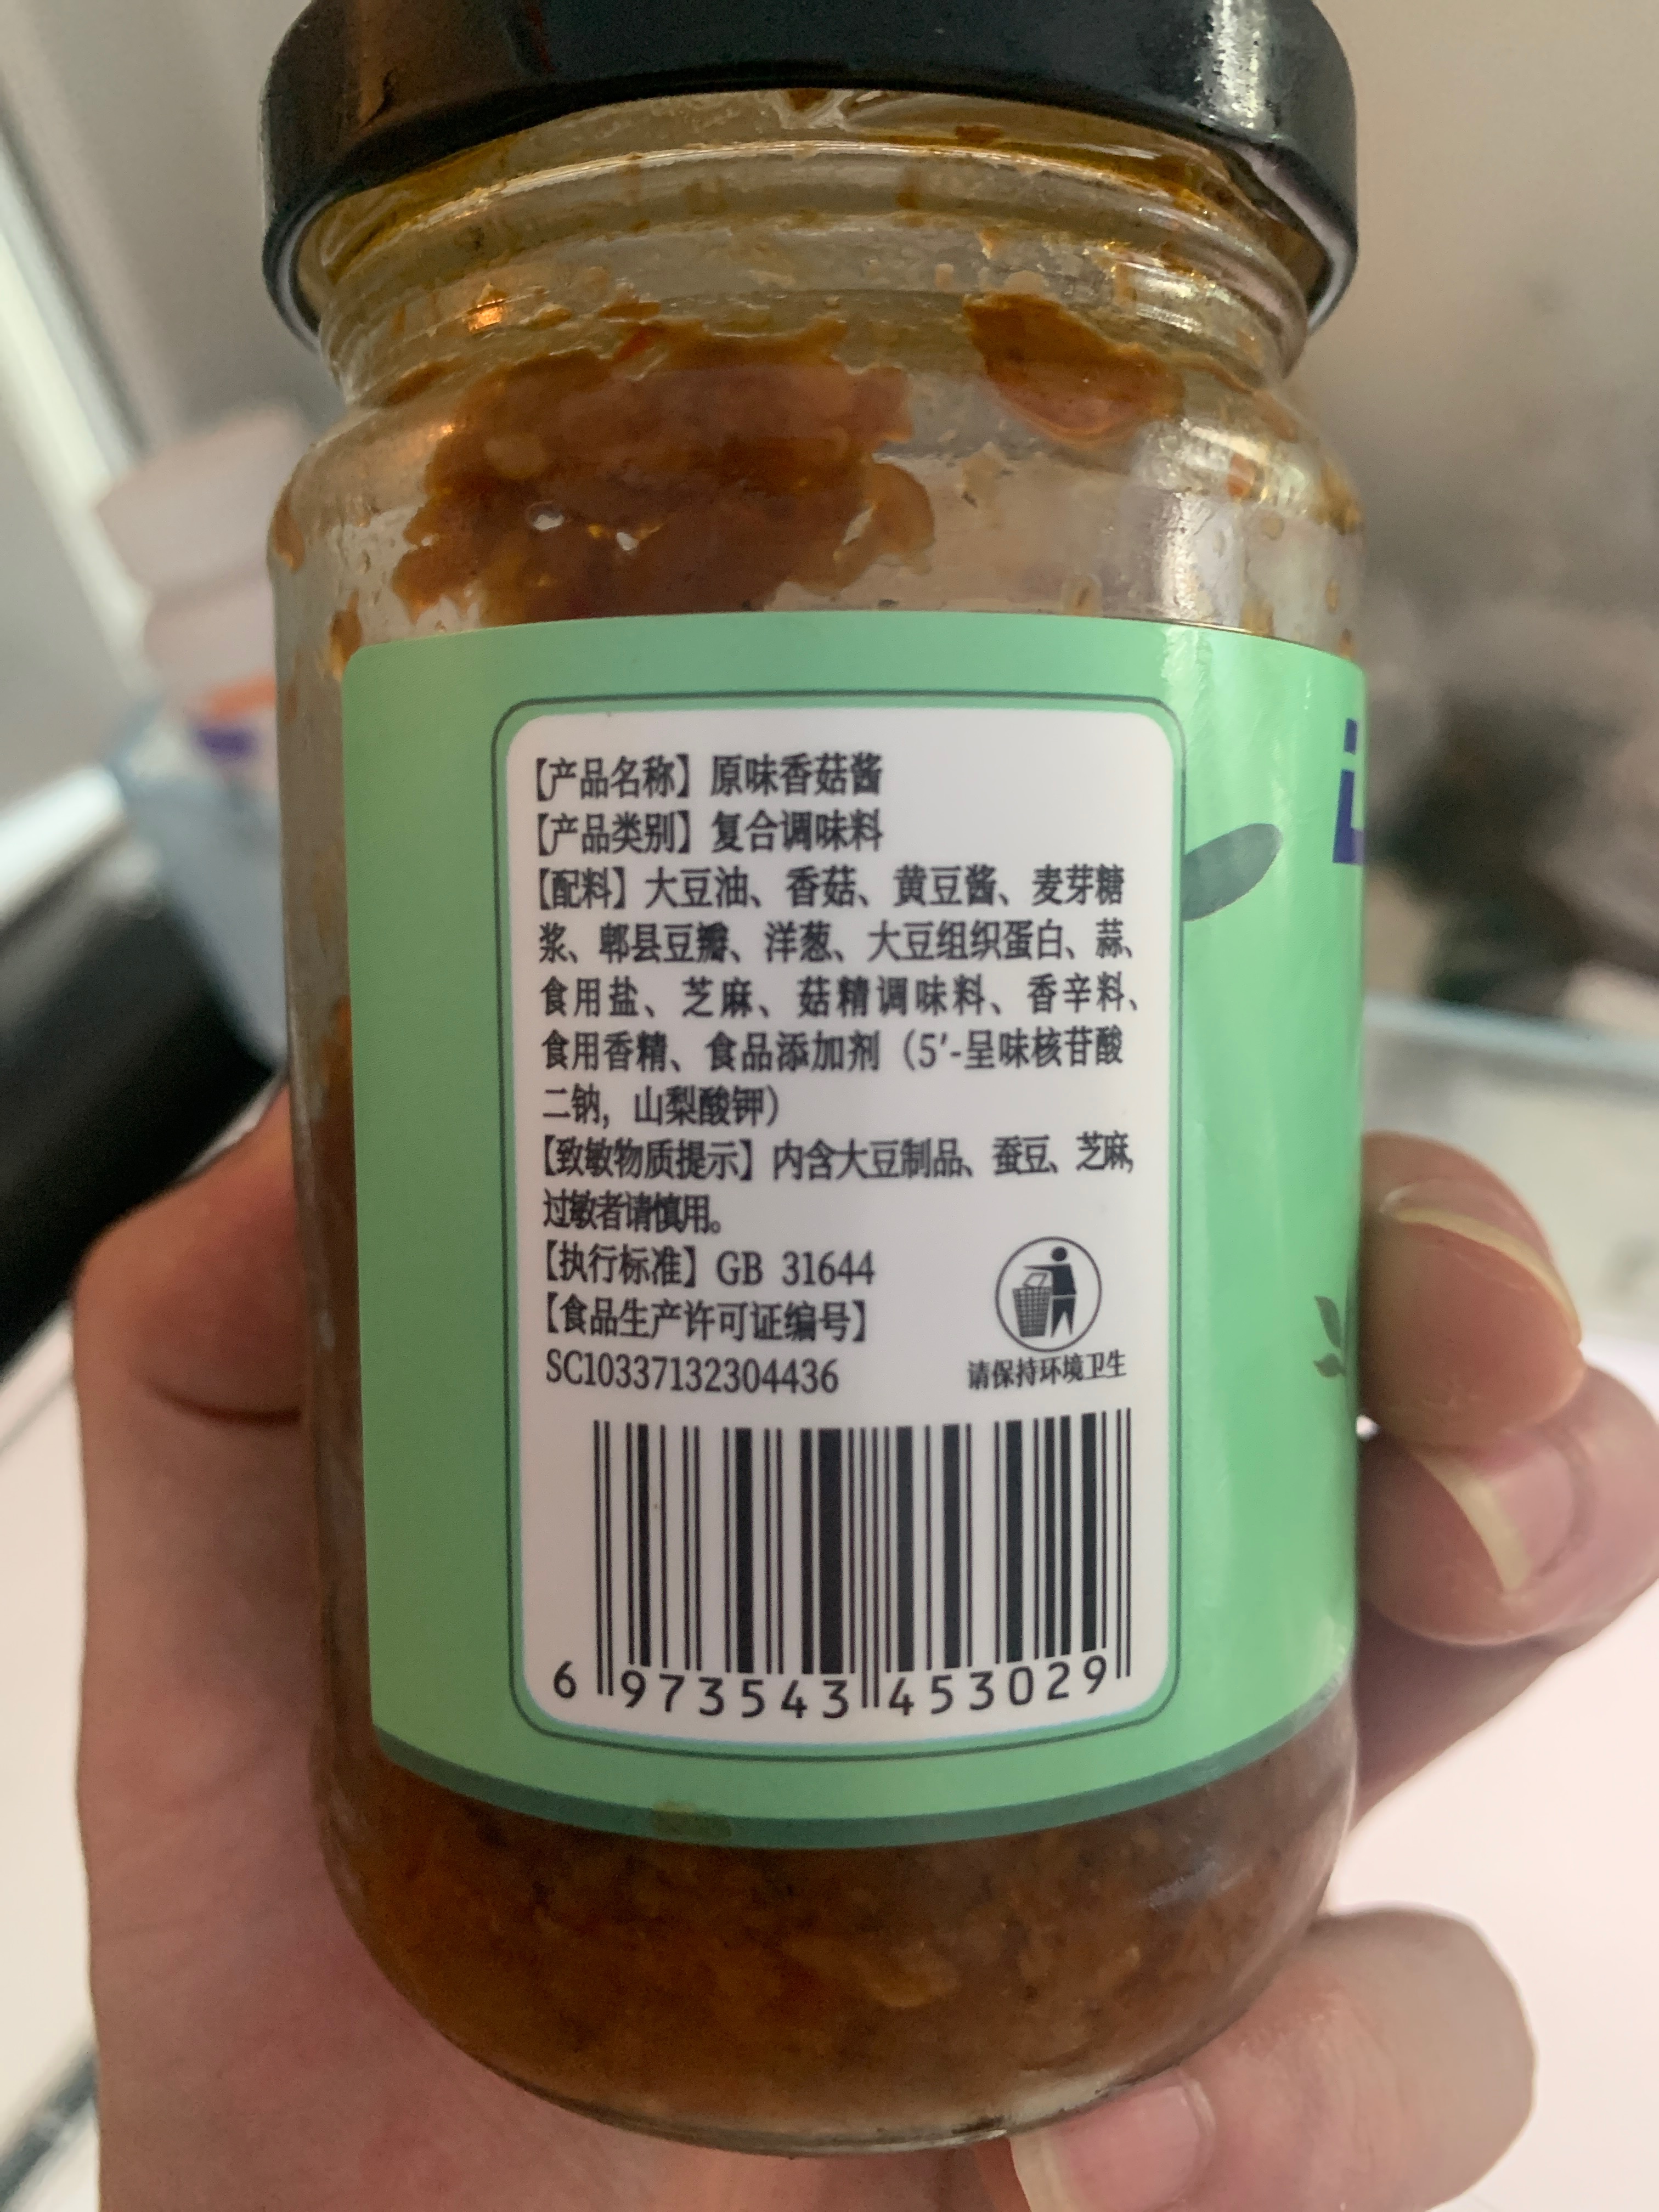 【产品名称】原味香菇酱
【产品类别】复合调味料
【配料】大豆油、香菇、黄豆酱、麦芽糖
浆、郫县豆瓣、洋葱、大豆组织蛋白、蒜、
食用盐、芝麻、菇精调味料、香辛料、
食用香精、食品添加剂（5'-呈味核苷酸
二钠，山梨酸钾）
【致敏物质提示】内含大豆制品、蚕豆、芝麻，
过敏者请慎用。
【执行标准】GB 31644
【食品生产许可证编号】
SC10337132304436
请保持环境卫生
6 973543 453029